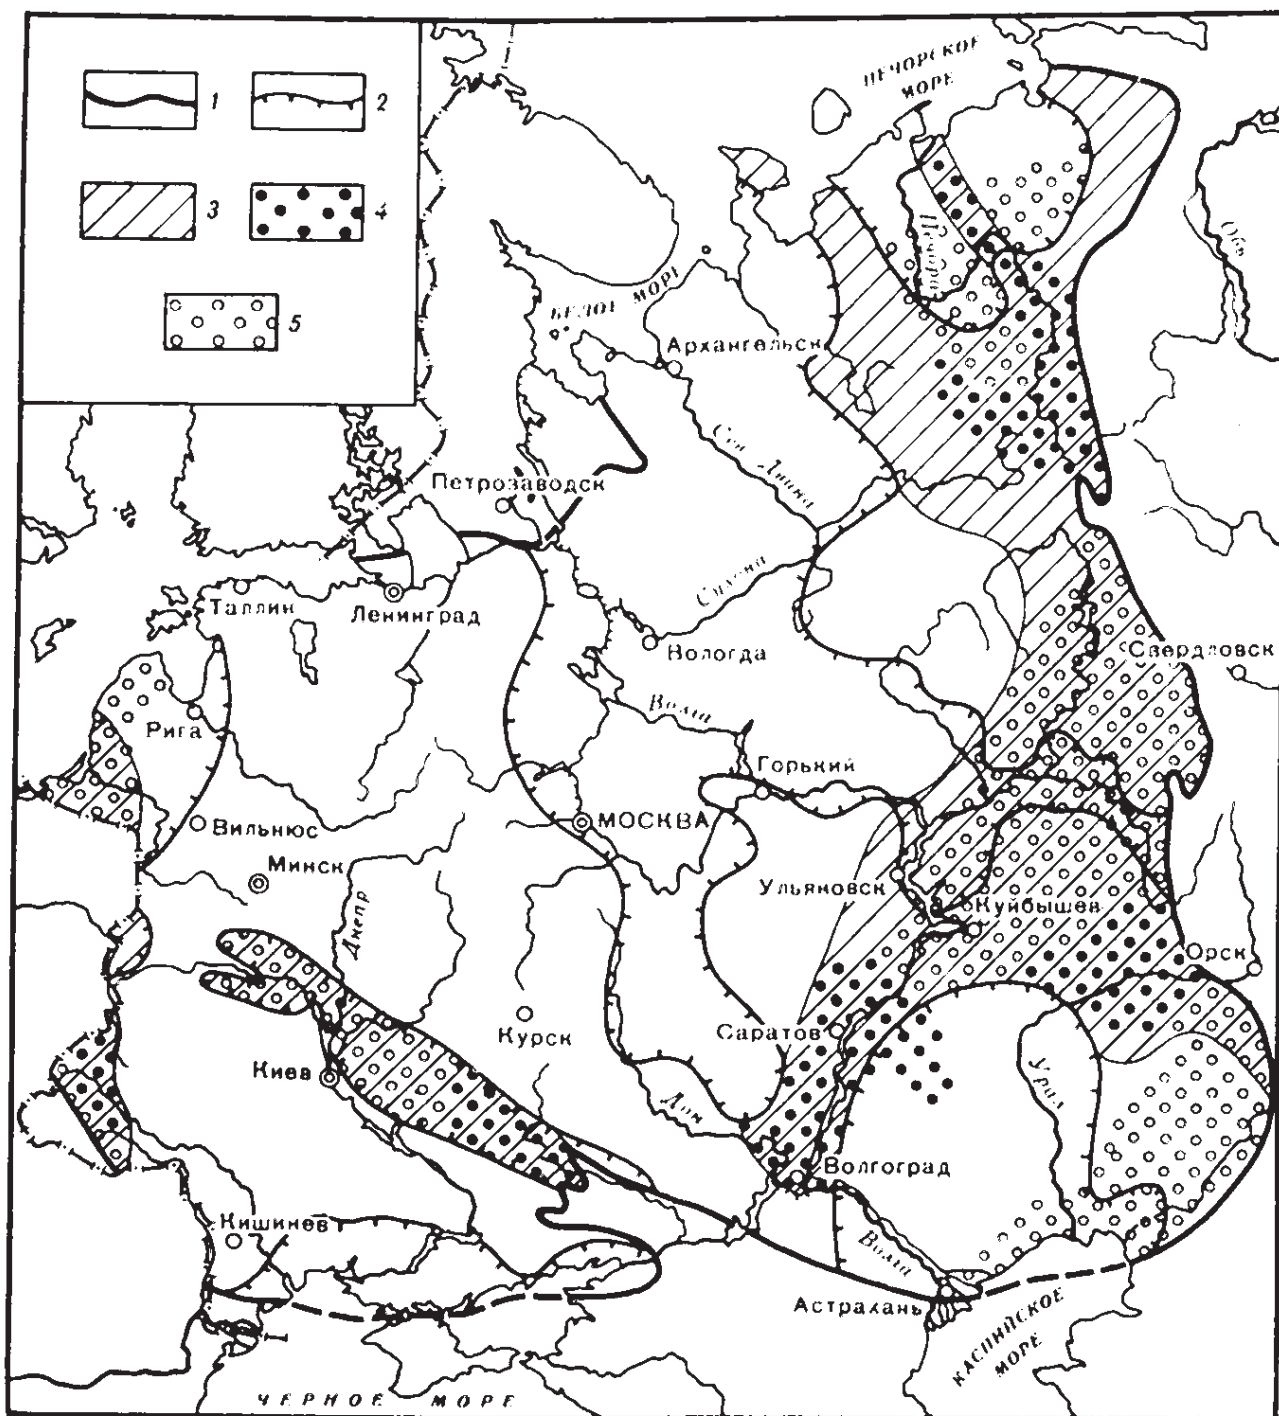 1
2
3
4
5
ПЕЧОРСКОЕ
МОРЕ
Печора
Обь
БЕЛОЕ МОРЕ
Архангельск
Сев Двина
Петрозаводск
Сухона
Таллин
Ленинград
Вологда
Свердловск
Волга
Рига
Горький
Вильнюс
МОСКВА
Минск
Ульяновск
Куйбышев
Днепр
Орск
Курск
Саратов
Киев
Урал
Дон
Волгоград
Кишинев
Волга
Астрахань
КАСПИЙСКОЕ
МОРЕ
ЧЕРНОЕ МОРЕ